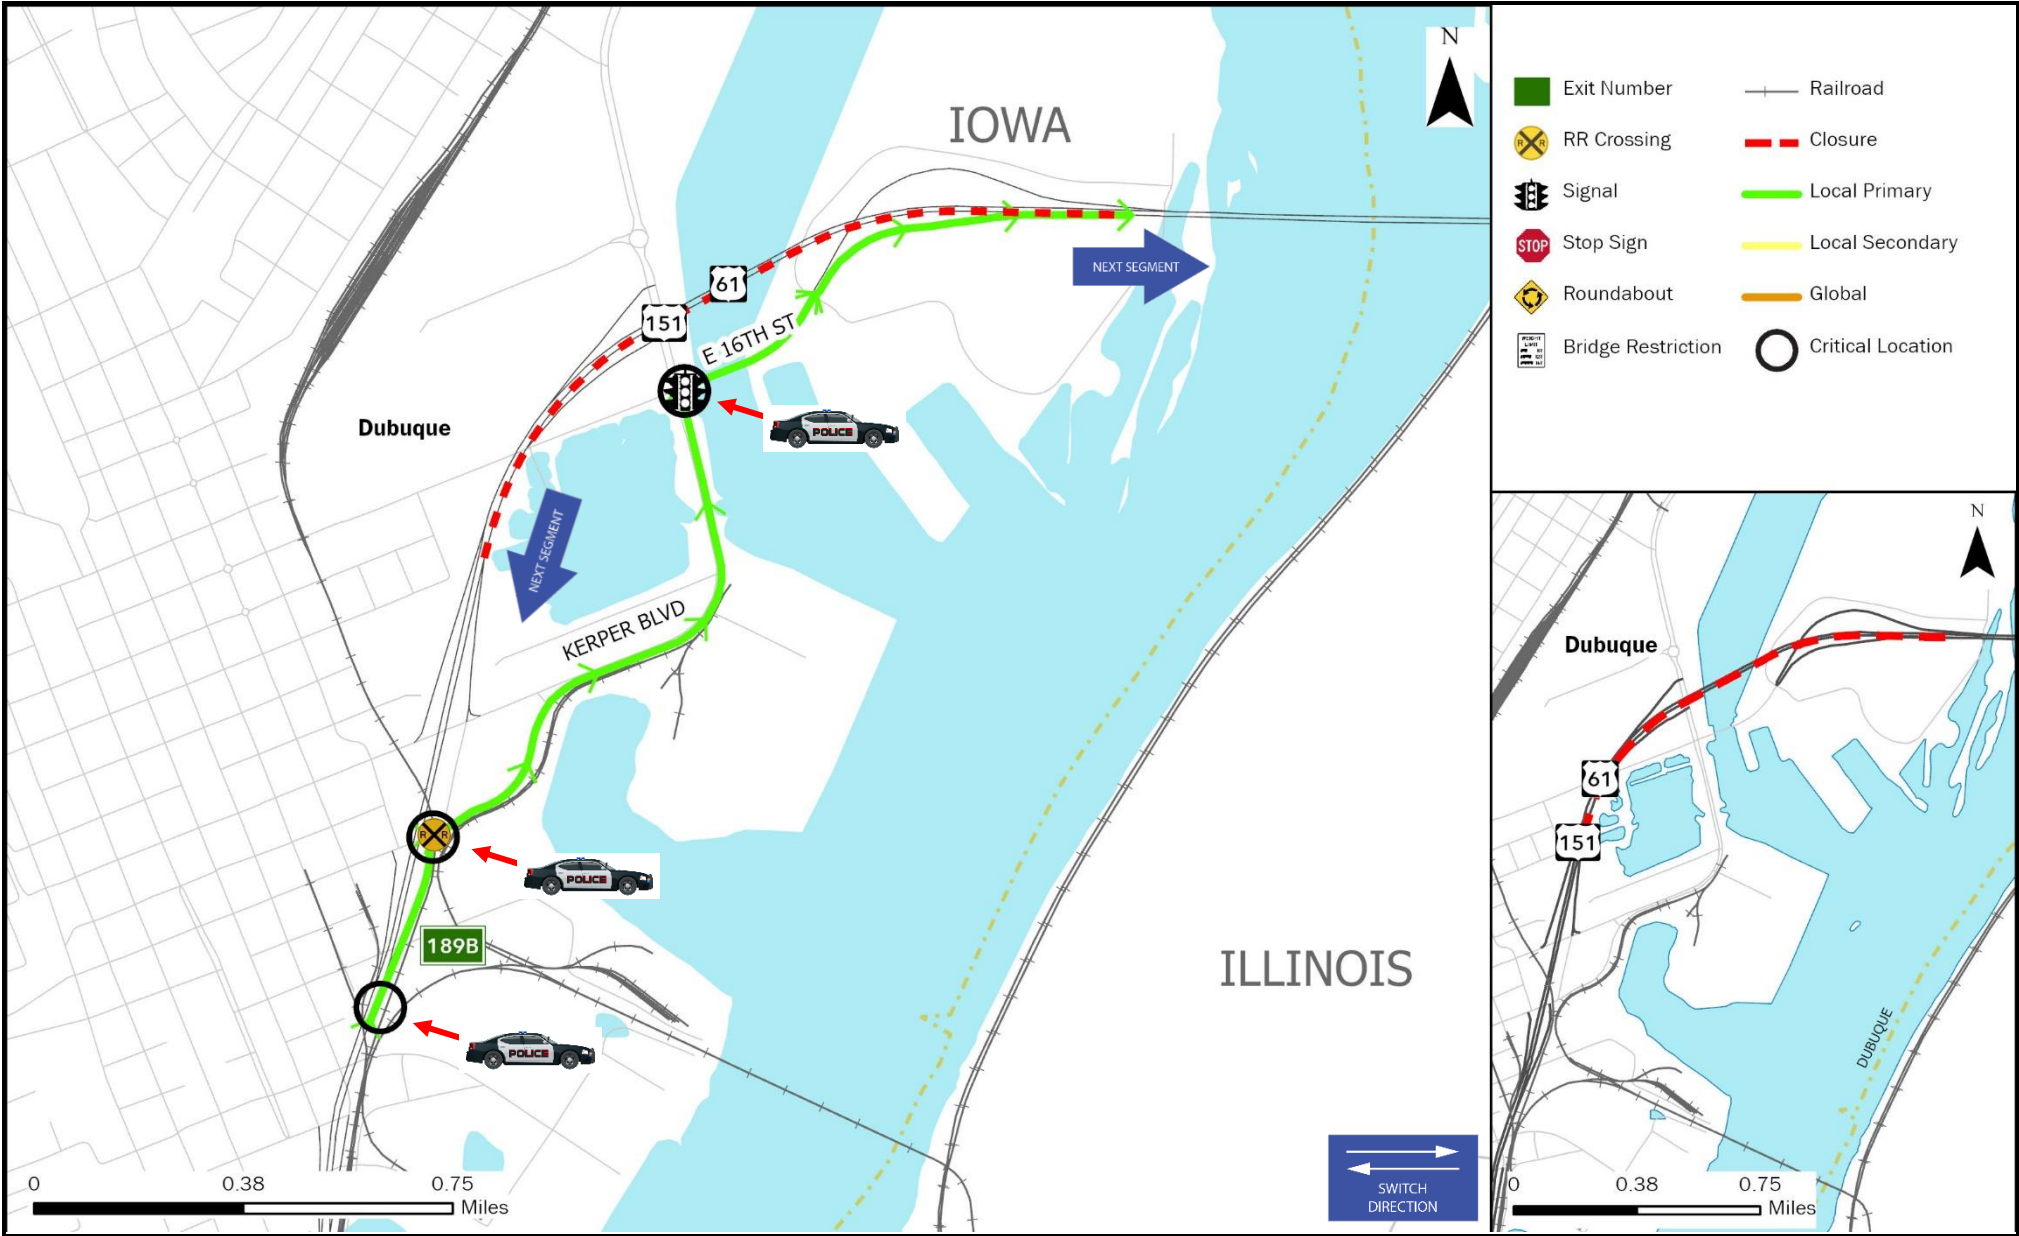 N
IOWA
61
NEXT SEGMENT
151
E 16TH ST
Dubuque
POLICE
NEXT SEGMENT
KERPER BLVD
R R
POLICE
189B
ILLINOIS
POLICE
0 0.38 0.75
Miles
SWITCH
DIRECTION
Exit Number
Railroad
R R
RR Crossing
Closure
Signal
Local Primary
STOP
Stop Sign
Local Secondary
Roundabout
Global
WEIGHT
LIMIT
Bridge Restriction
Critical Location
N
Dubuque
61
151
DUBUQUE
0 0.38 0.75
Miles